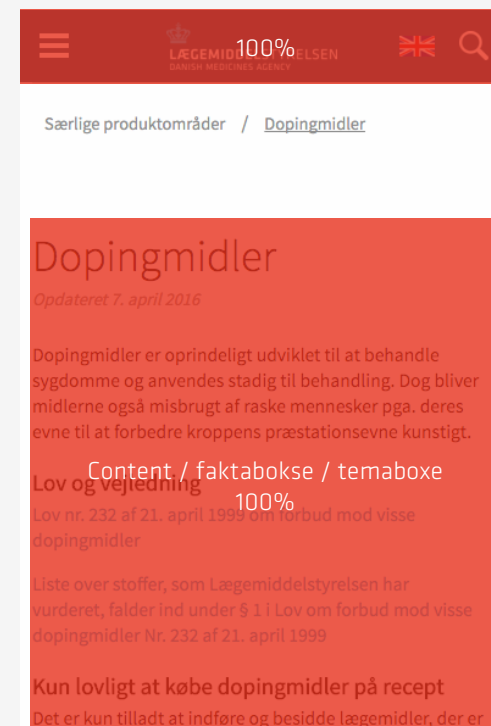 LÆGEMIDDELSTYRELSEN
DANISH MEDICINES AGENCY
100%
Særlige produktområder / Dopingmidler
Dopingmidler
Opdateret 7. april 2016
Dopingmidler er oprindeligt udviklet til at behandle
sygdomme og anvendes stadig til behandling. Dog bliver
midlerne også misbrugt af raske mennesker pga. deres
evne til at forbedre kroppens præstationsevne kunstigt.
Content / faktabokse / temaboxe
100%
Lov og vejledning
Lov nr. 232 af 21. april 1999 om forbud mod visse
dopingmidler
Liste over stoffer, som Lægemiddelstyrelsen har
vurderet, falder ind under § 1 i Lov om forbud mod visse
dopingmidler Nr. 232 af 21. april 1999
Kun lovligt at købe dopingmidler på recept
Det er kun tilladt at indføre og besidde lægemidler, der er